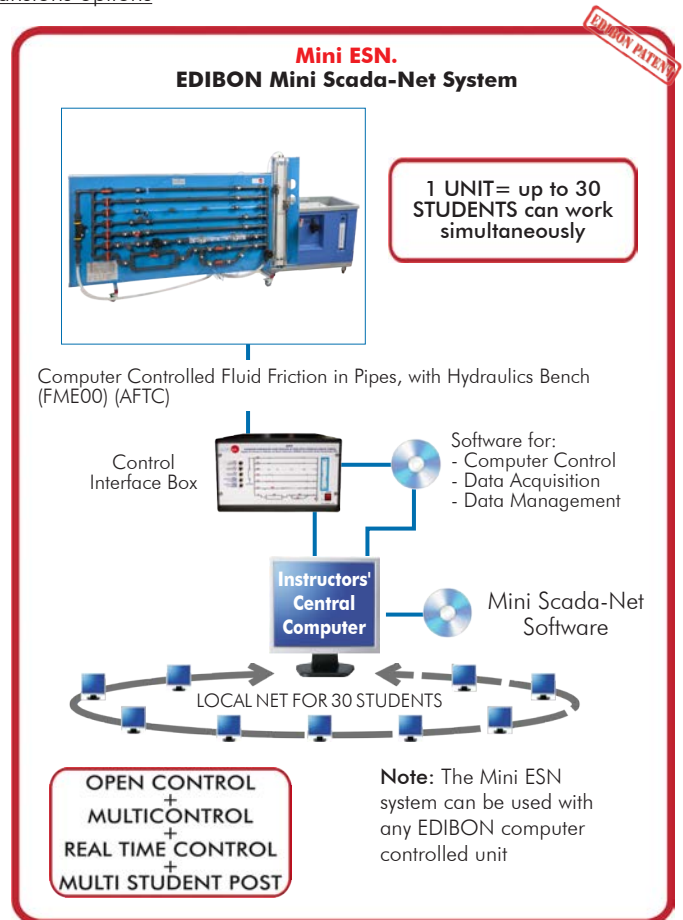 Mini ESN.
EDIBON Mini Scada-Net System
EDIBON PATENT
1 UNIT= up to 30
STUDENTS can work
simultaneously
Computer Controlled Fluid Friction in Pipes, with Hydraulics Bench
(FME00) (AFTC)
Control
Interface Box
Software for:
- Computer Control
- Data Acquisition
- Data Management
Instructors'
Central
Computer
Mini Scada-Net
Software
LOCAL NET FOR 30 STUDENTS
OPEN CONTROL
+
MULTICONTROL
+
REAL TIME CONTROL
+
MULTI STUDENT POST
Note: The Mini ESN
system can be used with
any EDIBON computer
controlled unit